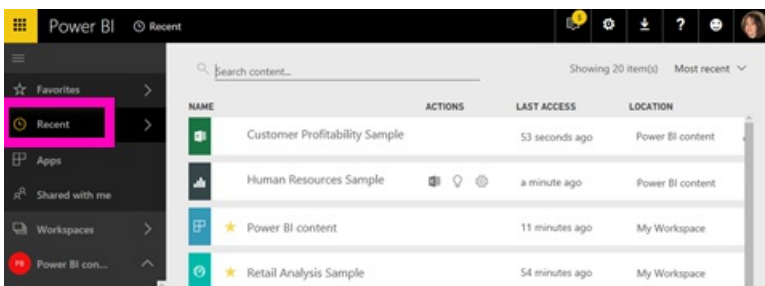 Power BI Recent 5
Search content... Showing 20 item(s) Most recent
Favorites
NAME ACTIONS LAST ACCESS LOCATION
Recent
Customer Profitability Sample 53 seconds ago Power BI content
Apps
Human Resources Sample a minute ago Power BI content
Shared with me
Workspaces
Power BI content 11 minutes ago My Workspace
PB Power BI con...
Retail Analysis Sample 54 minutes ago My Workspace